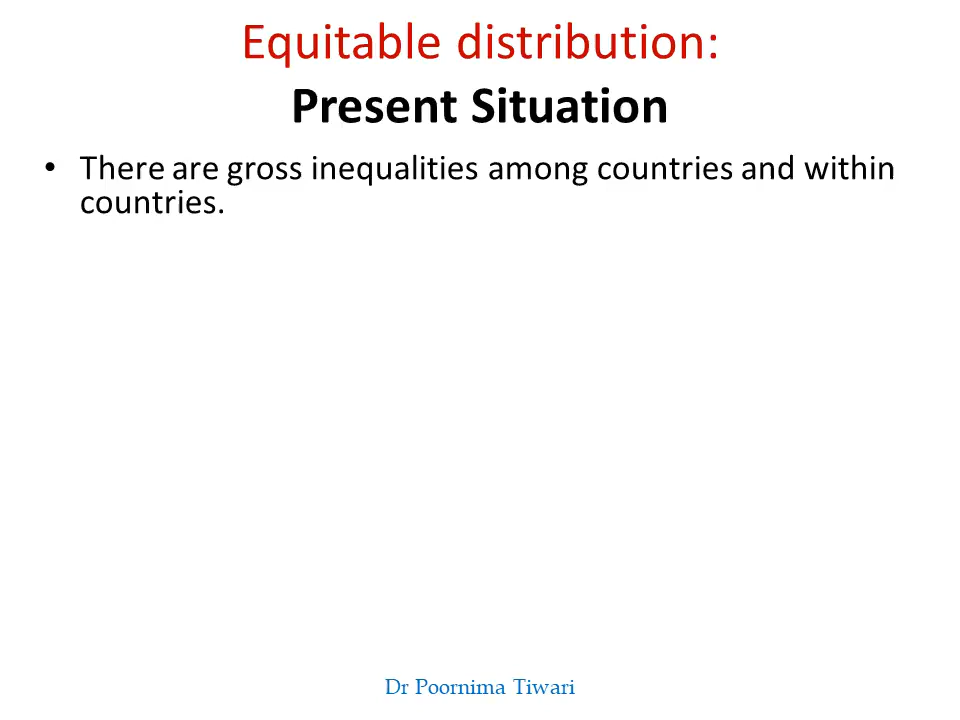 Equitable distribution:
Present Situation
• There are gross inequalities among countries and within
countries.
Dr Poornima Tiwari